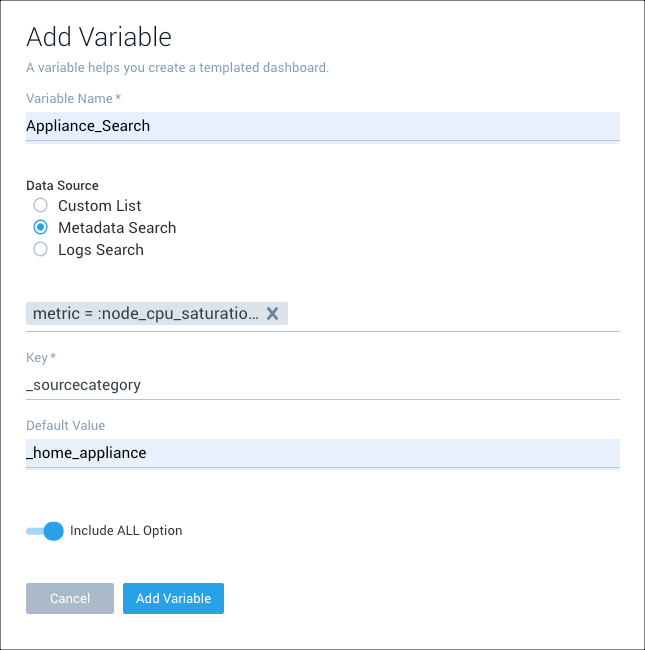 Add Variable
A variable helps you create a templated dashboard.
Variable Name *
Appliance_Search
Data Source
Custom List
Metadata Search
Logs Search
metric = :node_cpu_saturatio...
Key *
_sourcecategory
Default Value
_home_appliance
Include ALL Option
Cancel
Add Variable